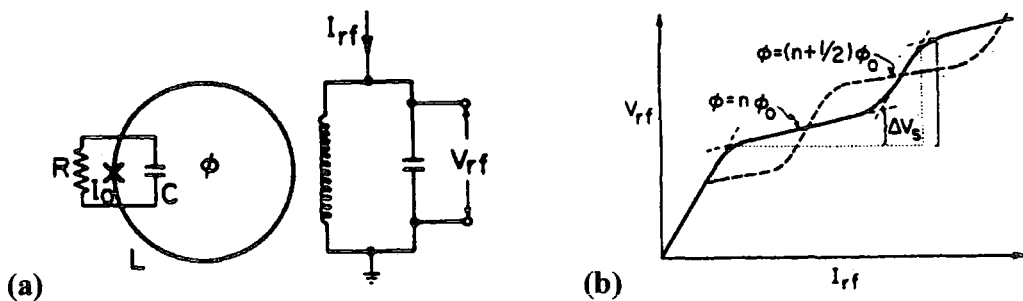 I_rf
R
I_0
C
L
ϕ
V_rf
(a)
V_rf
ϕ=(n+1/2)ϕ_0
ϕ=nϕ_0
ΔV_s
I_rf
(b)